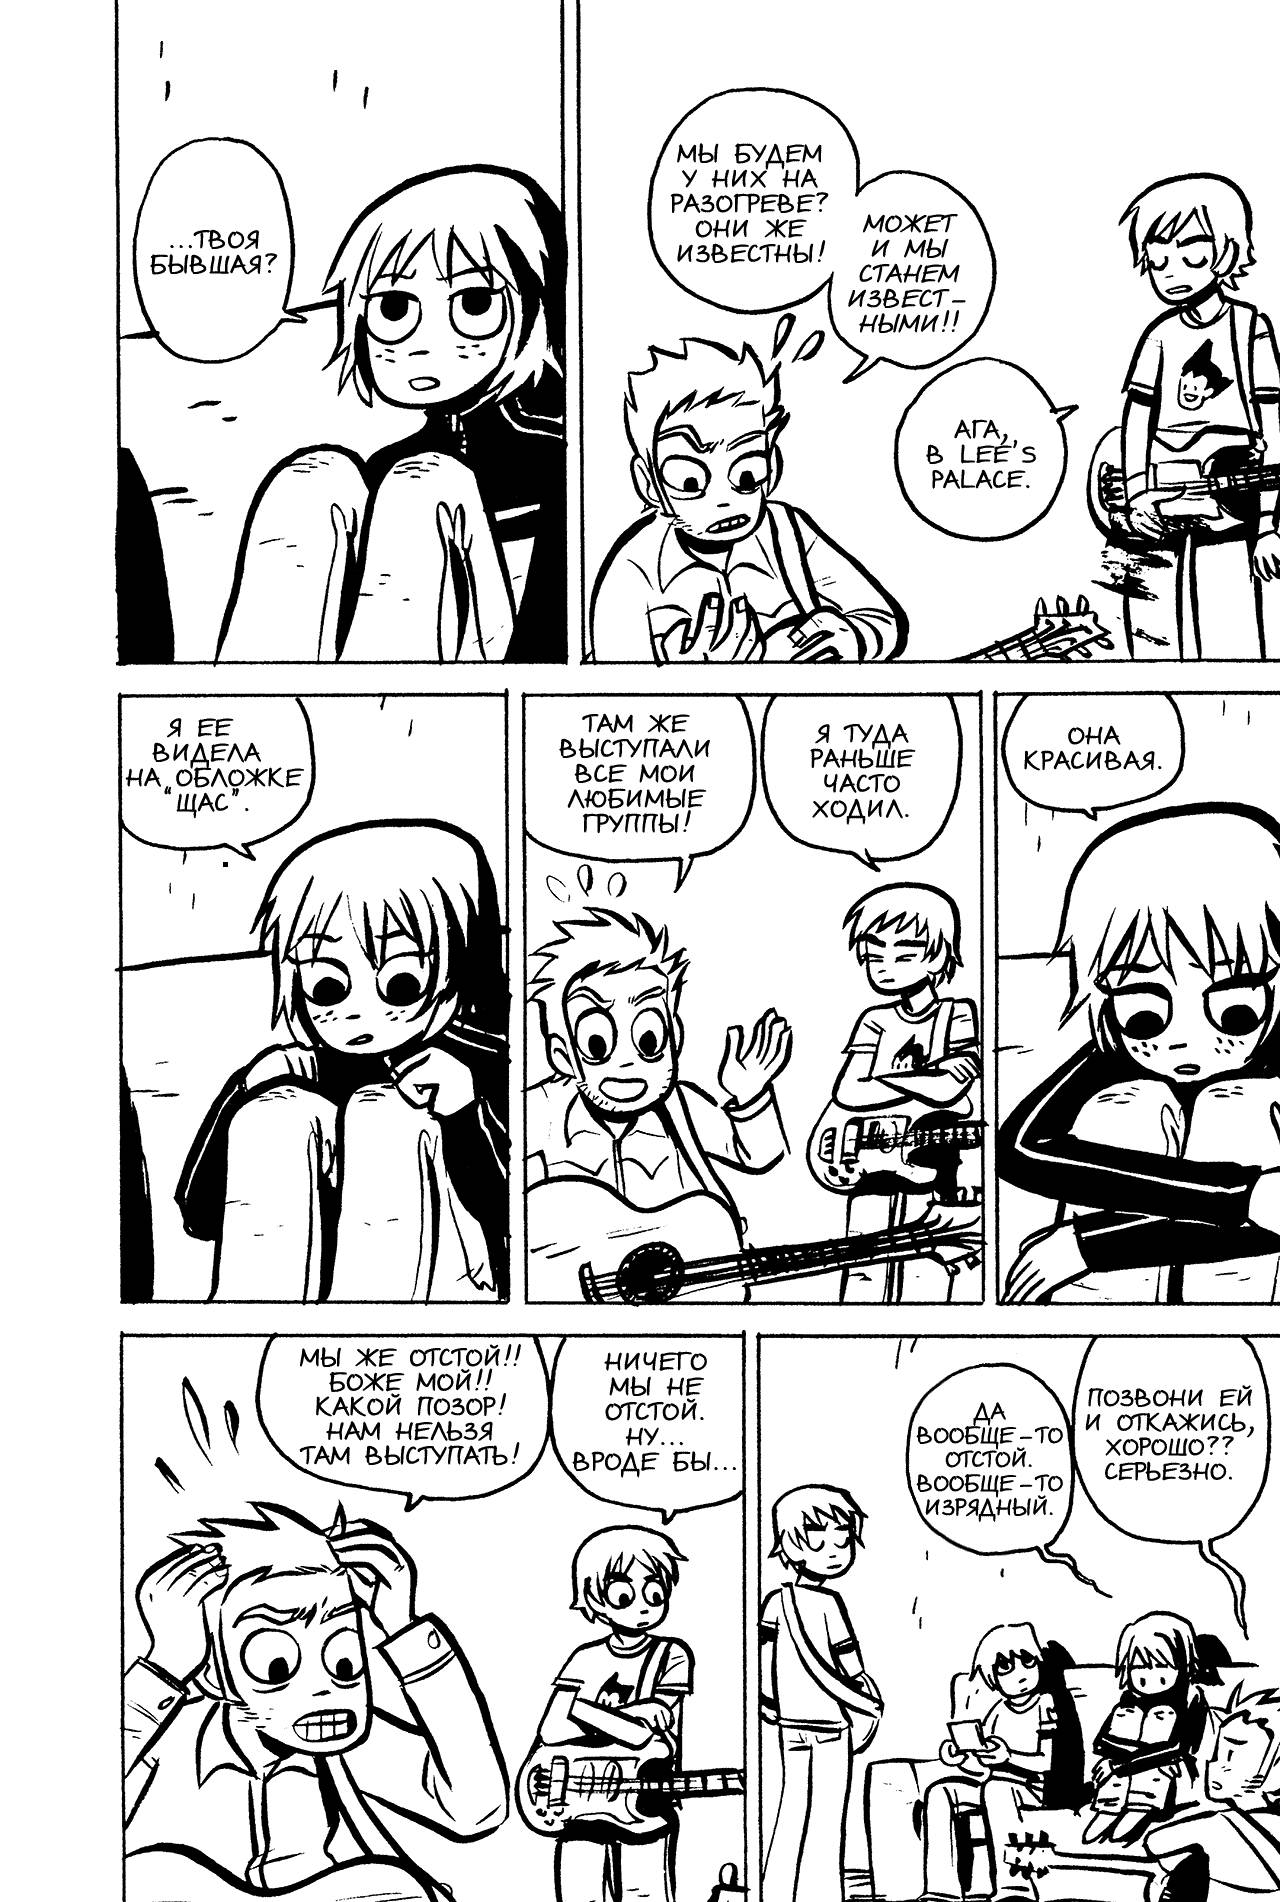 ...ТВОЯ
БЫВШАЯ?
МЫ БУДЕМ
У НИХ НА
РАЗОГРЕВЕ?
ОНИ ЖЕ
ИЗВЕСТНЫ!
МОЖЕТ
И МЫ
СТАНЕМ
ИЗВЕСТ-
НЫМИ!!
АГА,
В LEE'S
PALACE.
Я ЕЕ
ВИДЕЛА
НА ОБЛОЖКЕ
"ЩАС".
ТАМ ЖЕ
ВЫСТУПАЛИ
ВСЕ МОИ
ЛЮБИМЫЕ
ГРУППЫ!
Я ТУДА
РАНЬШЕ
ЧАСТО
ХОДИЛ.
ОНА
КРАСИВАЯ.
МЫ ЖЕ ОТСТОЙ!!
БОЖЕ МОЙ!!
КАКОЙ ПОЗОР!
НАМ НЕЛЬЗЯ
ТАМ ВЫСТУПАТЬ!
НИЧЕГО
МЫ НЕ
ОТСТОЙ.
НУ...
ВРОДЕ БЫ...
ДА
ВООБЩЕ-ТО
ОТСТОЙ.
ВООБЩЕ-ТО
ИЗРЯДНЫЙ.
ПОЗВОНИ ЕЙ
И ОТКАЖИСЬ,
ХОРОШО??
СЕРЬЕЗНО.